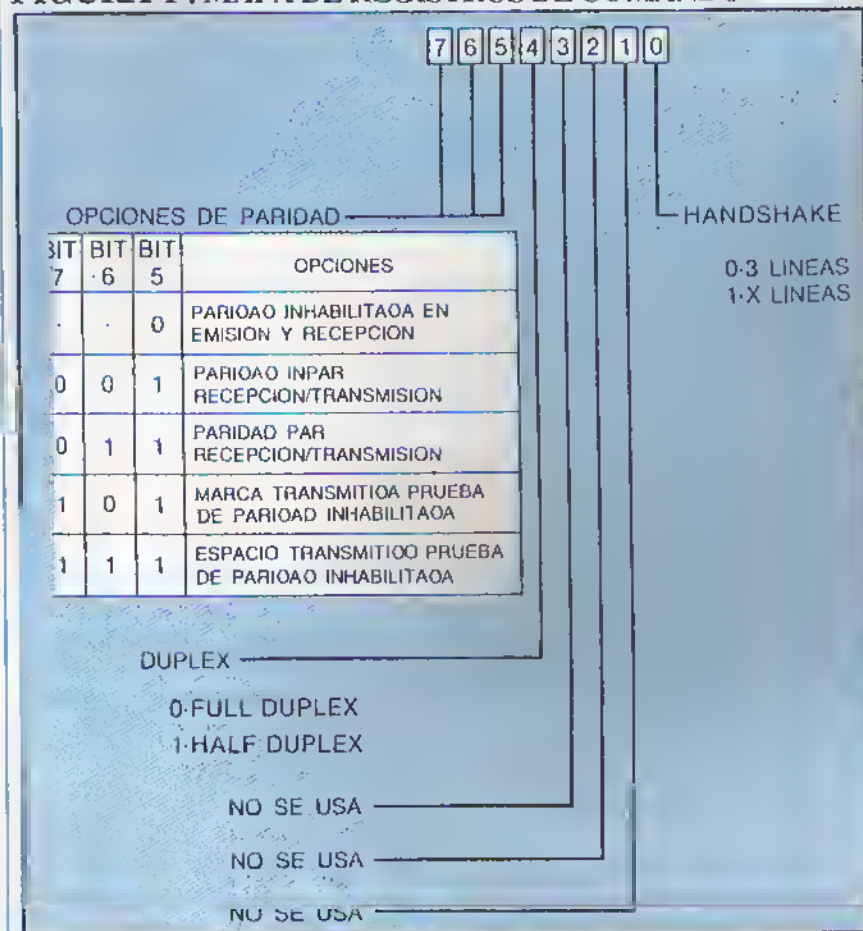 7 6 5 4 3 2 1 0
OPCIONES DE PARIDAD
HANDSHAKE
0·3 LINEAS
1·X LINEAS
BIT 7 BIT ·6 BIT 5 OPCIONES
· · 0 PARIOAO INHABILITAOA EN
EMISION Y RECEPCION
0 0 1 PARIOAO INPAR
RECEPCION/TRANSMISION
0 1 1 PARIDAD PAR
RECEPCION/TRANSMISION
1 0 1 MARCA TRANSMITIOA PRUEBA
DE PARIOAD INHABILITAOA
1 1 1 ESPACIO TRANSMITIOO PRUEBA
DE PARIOAO INHABILITAOA
DUPLEX
0·FULL DUPLEX
1·HALF DUPLEX
NO SE USA
NO SE USA
NO SE USA